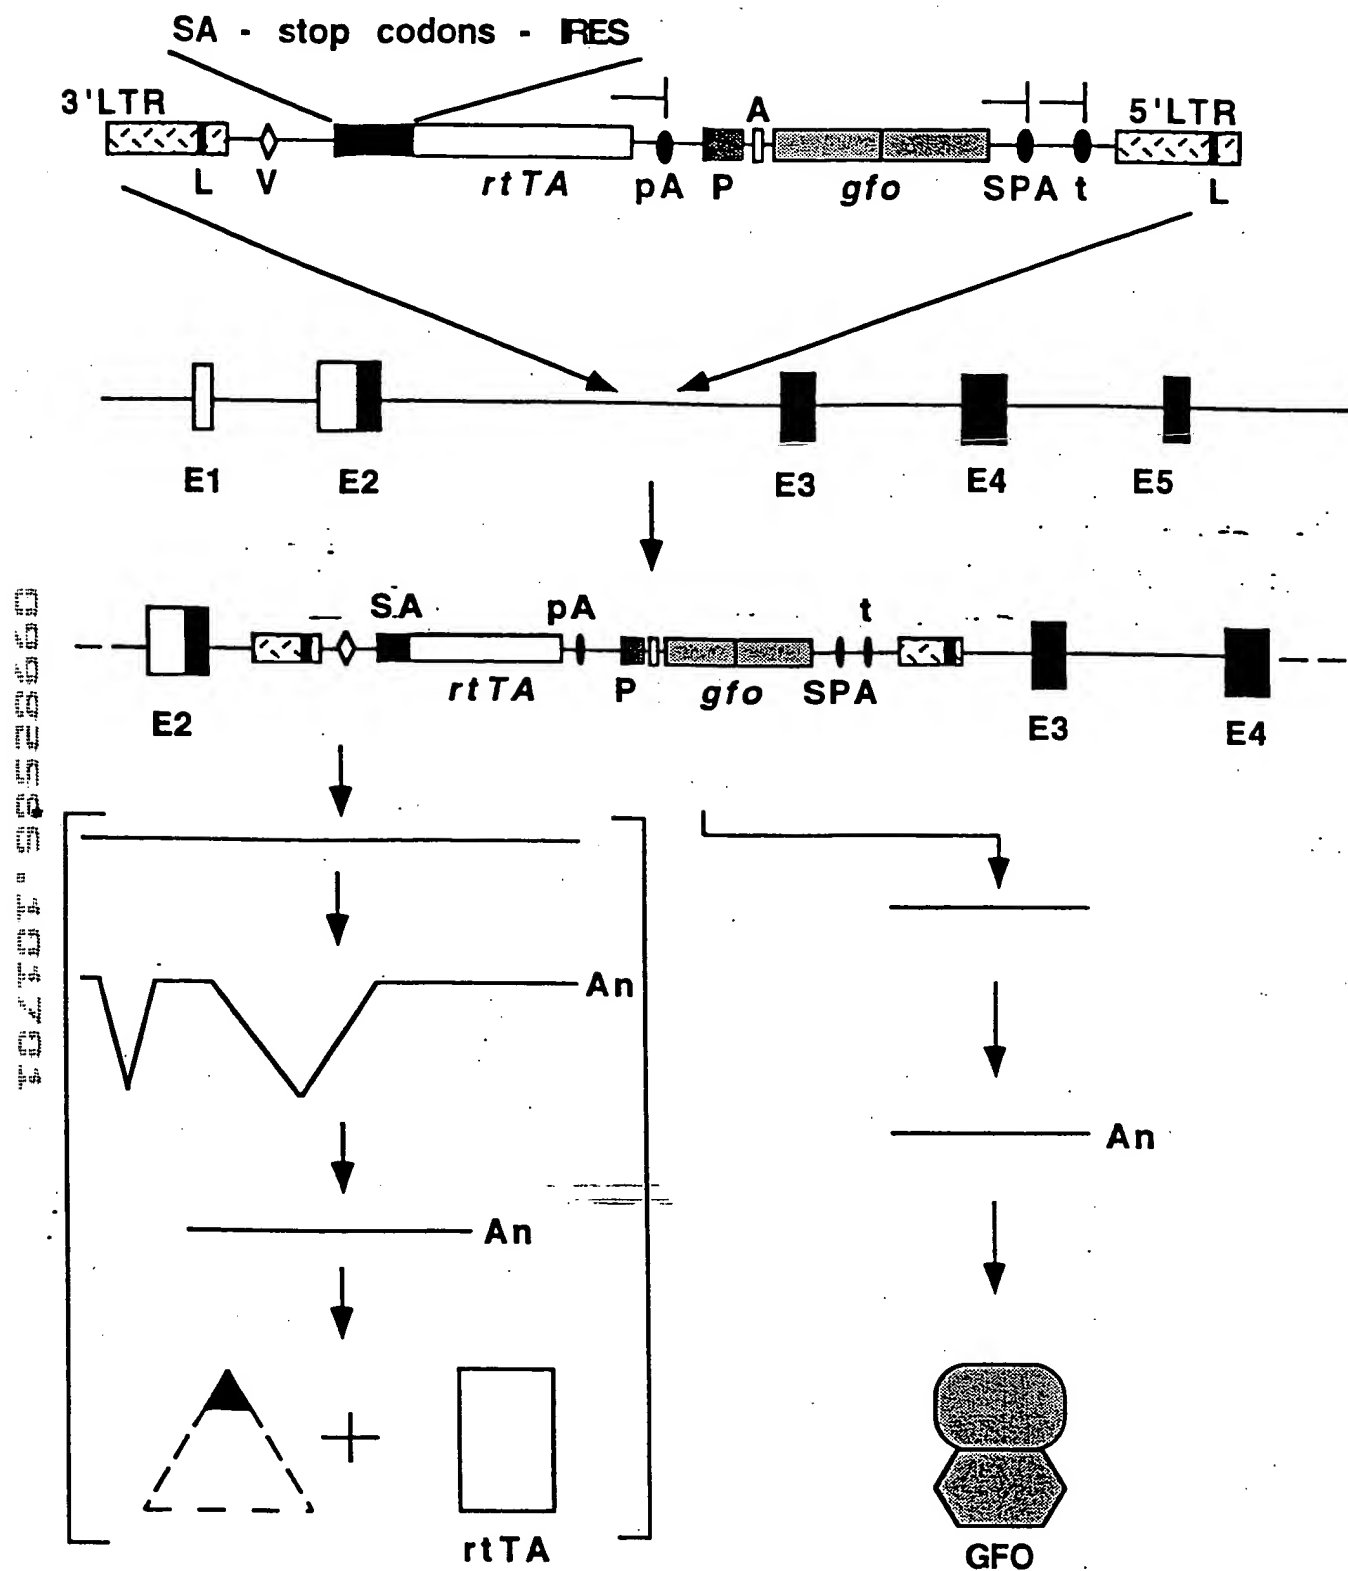 SA - stop codons - IRES
3'LTR
A
5'LTR
L V rtTA pA P gfo SPA t L
E1 E2 E3 E4 E5
SA pA t
rtTA P gfo SPA
E2 E3 E4
An
An
An
rtTA
GFO